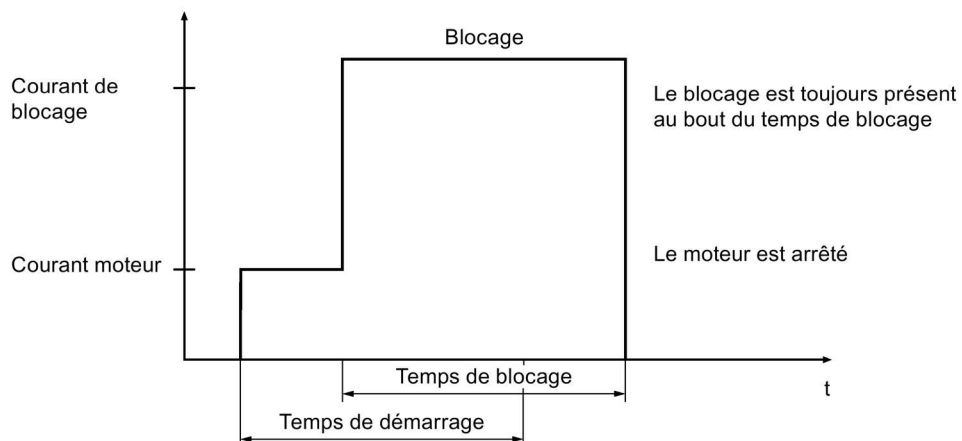 Blocage
Courant de
blocage
Le blocage est toujours présent
au bout du temps de blocage
Courant moteur
Le moteur est arrêté
Temps de blocage
t
Temps de démarrage